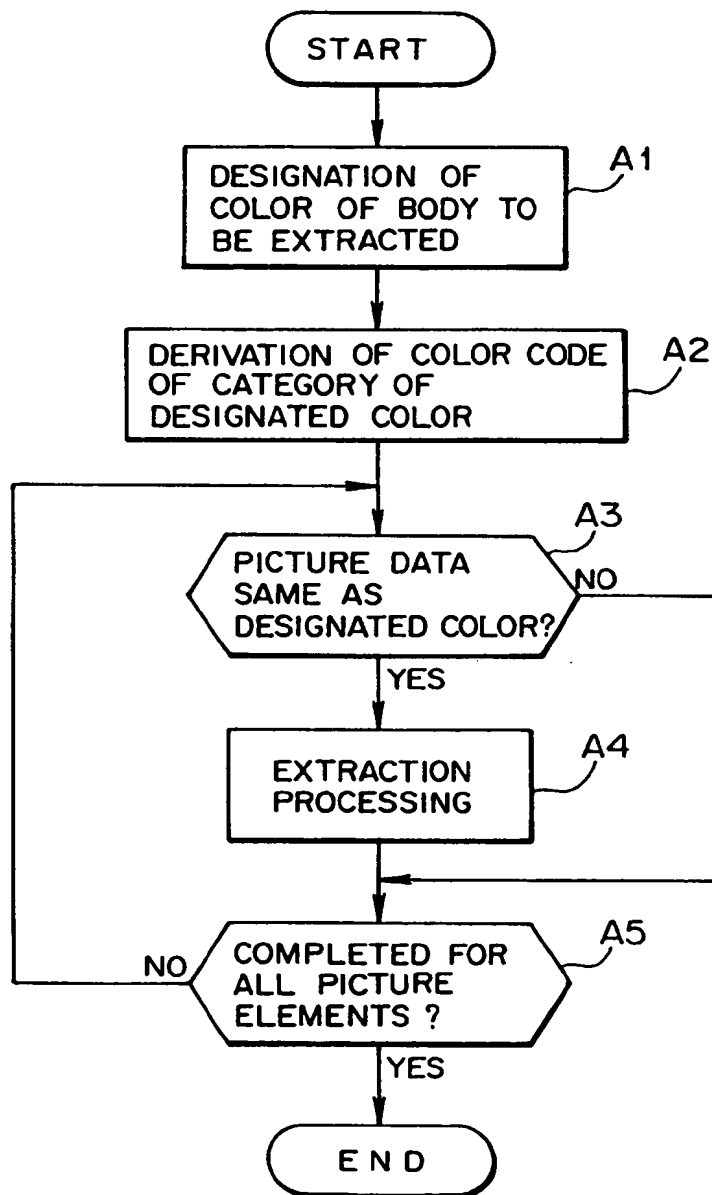 START
A1
DESIGNATION OF
COLOR OF BODY TO
BE EXTRACTED
A2
DERIVATION OF COLOR CODE
OF CATEGORY OF
DESIGNATED COLOR
A3
PICTURE DATA
SAME AS
DESIGNATED COLOR?
NO
YES
A4
EXTRACTION
PROCESSING
A5
COMPLETED FOR
ALL PICTURE
ELEMENTS ?
NO
YES
END